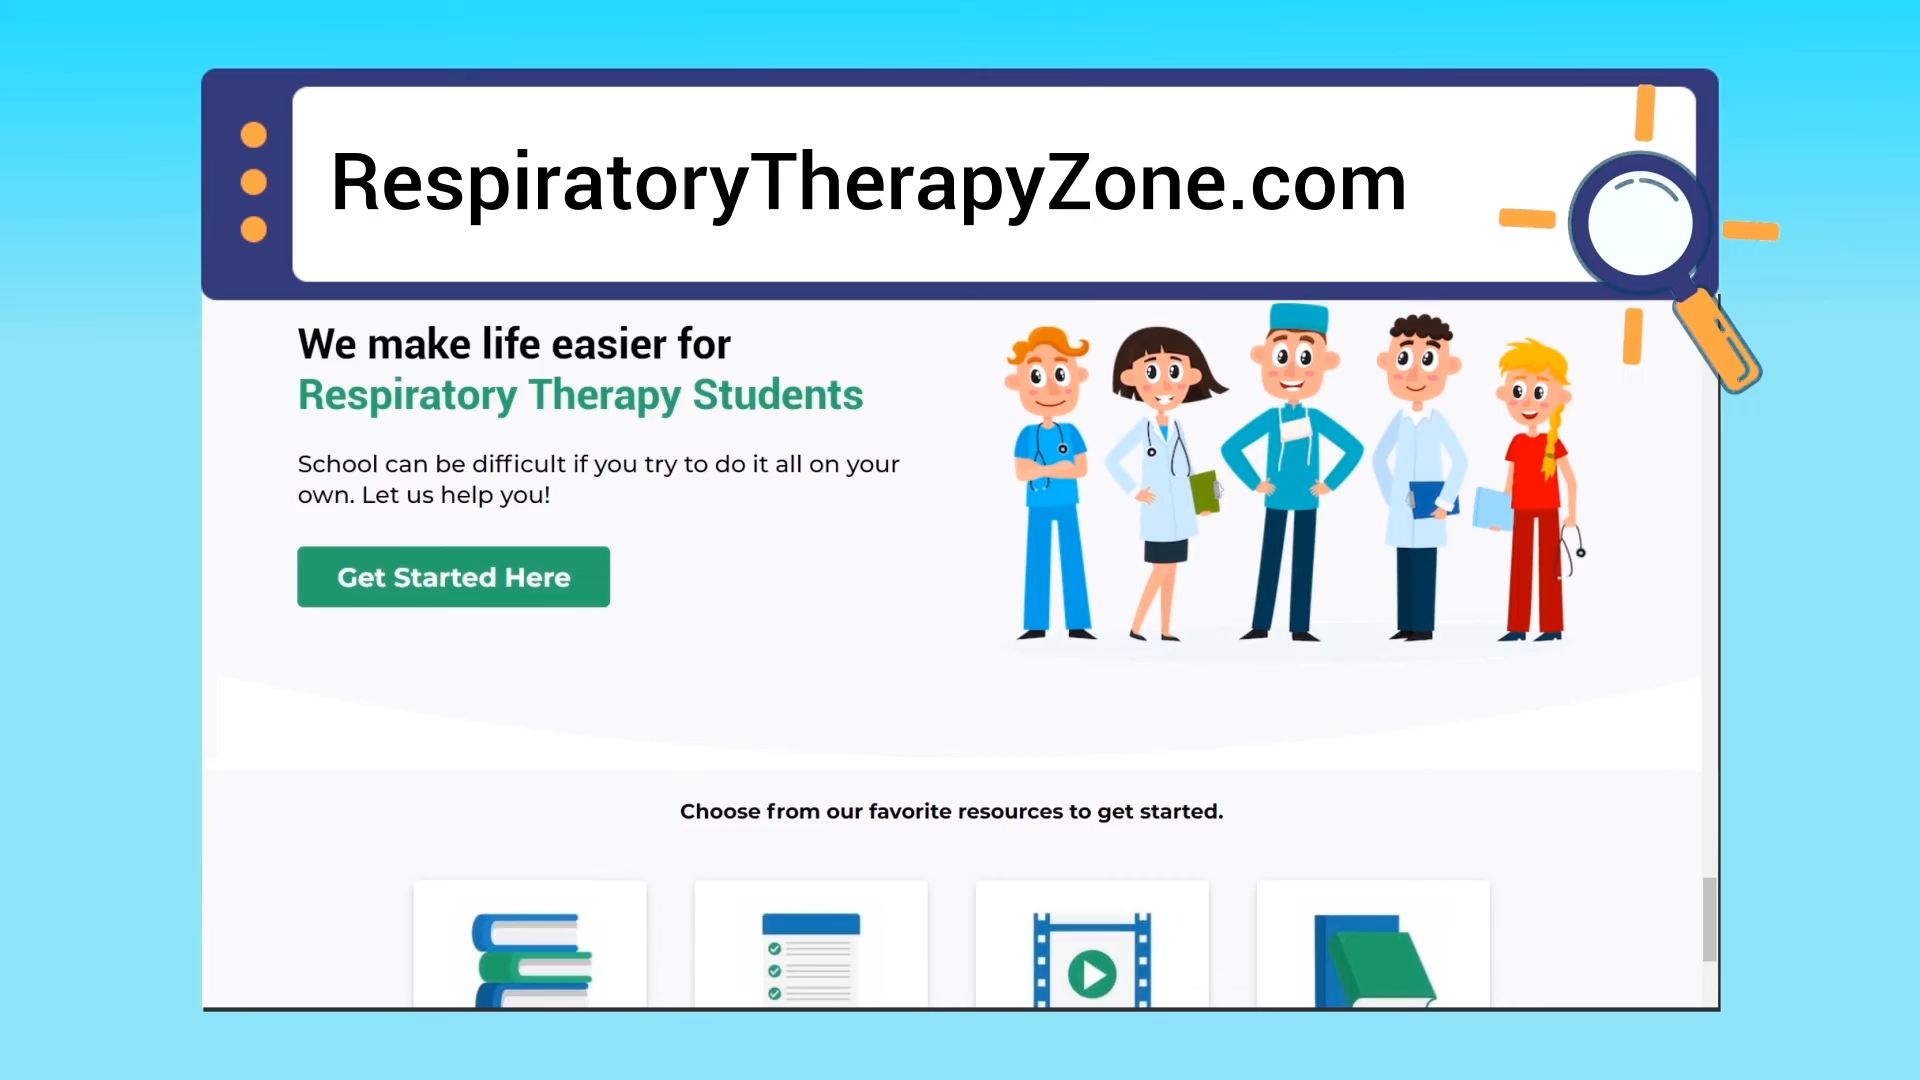 RespiratoryTherapyZone.com
We make life easier for
Respiratory Therapy Students
School can be difficult if you try to do it all on your
own. Let us help you!
Get Started Here
Choose from our favorite resources to get started.